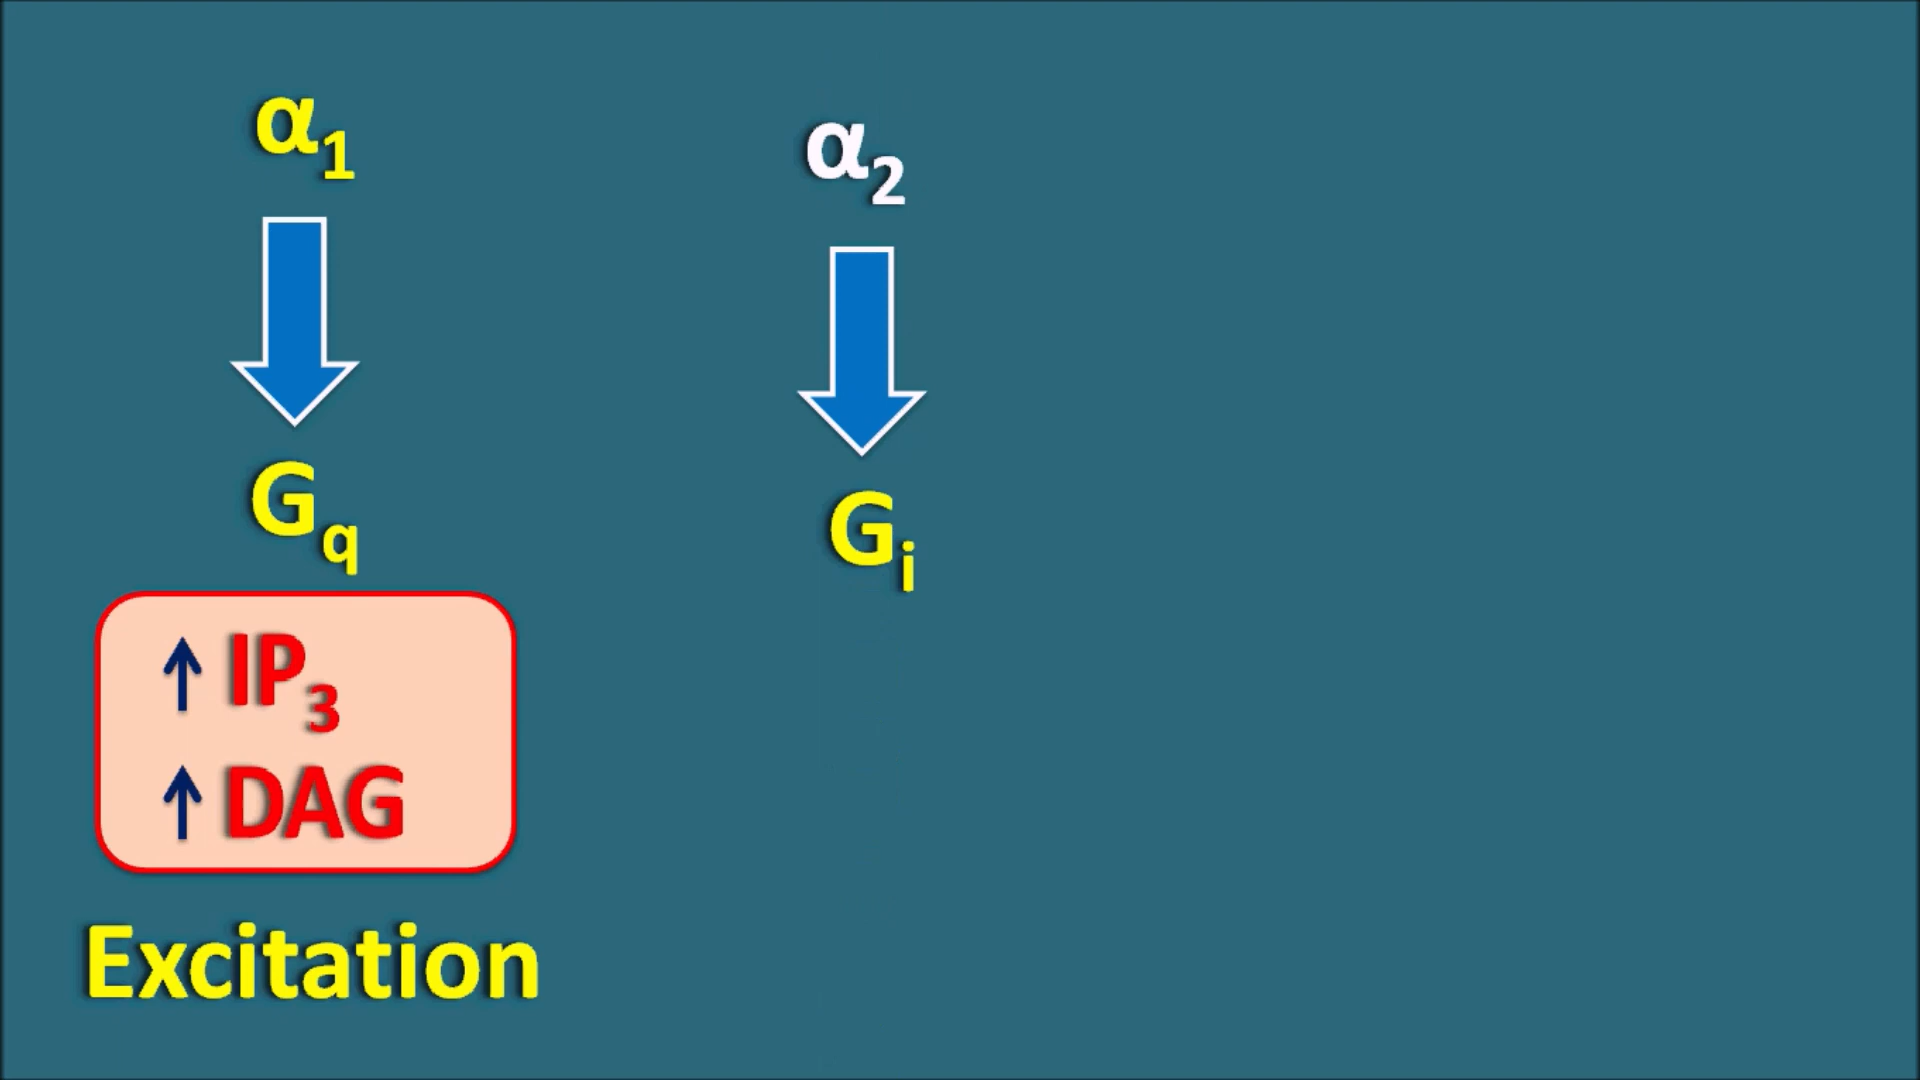 α1
α2
Gq
Gi
↑ IP3
↑ DAG
Excitation